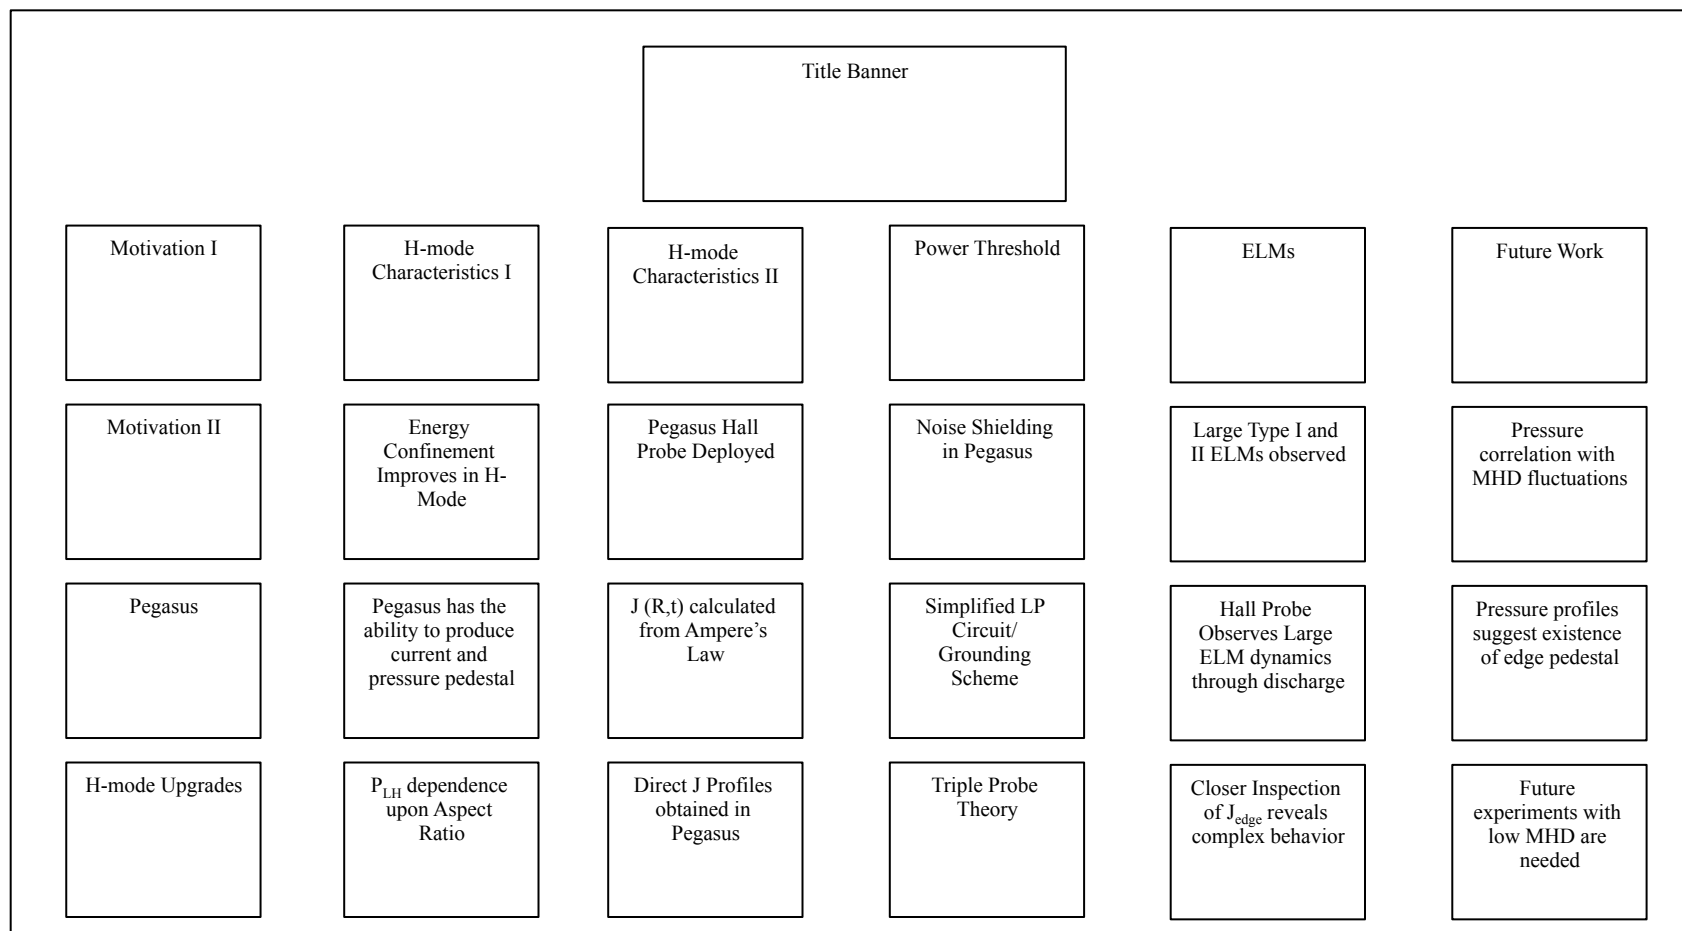 Title Banner
Motivation I
H-mode
Characteristics I
H-mode
Characteristics II
Power Threshold
ELMs
Future Work
Motivation II
Energy
Confinement
Improves in H-
Mode
Pegasus Hall
Probe Deployed
Noise Shielding
in Pegasus
Large Type I and
II ELMs observed
Pressure
correlation with
MHD fluctuations
Pegasus
Pegasus has the
ability to produce
current and
pressure pedestal
J (R,t) calculated
from Ampere’s
Law
Simplified LP
Circuit/
Grounding
Scheme
Hall Probe
Observes Large
ELM dynamics
through discharge
Pressure profiles
suggest existence
of edge pedestal
H-mode Upgrades
P_LH dependence
upon Aspect
Ratio
Direct J Profiles
obtained in
Pegasus
Triple Probe
Theory
Closer Inspection
of J_edge reveals
complex behavior
Future
experiments with
low MHD are
needed